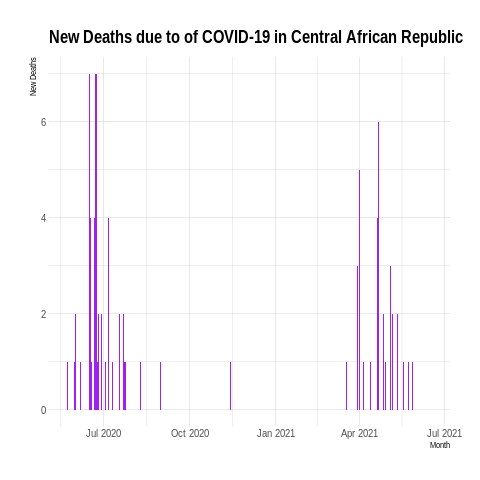 New Deaths due to of COVID-19 in Central African Republic
New Deaths
6
4
2
0
Jul 2020 Oct 2020 Jan 2021 Apr 2021 Jul 2021
Month